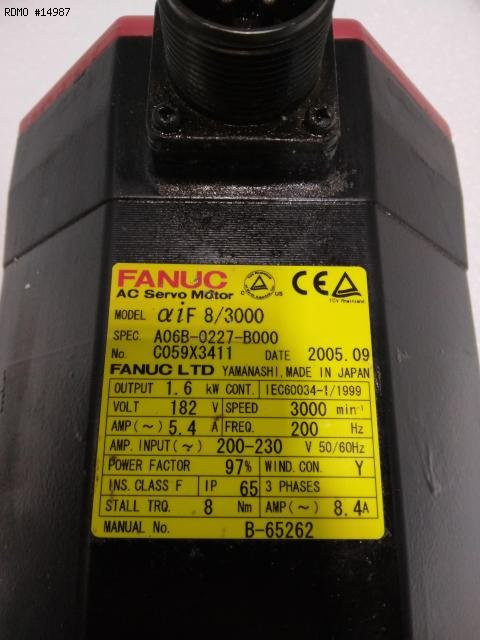 RDMO #14987
FANUC
AC Servo Motor
C US
TÜV Rheinland
MODEL αiF 8/3000
SPEC. A06B-0227-B000
No. C059X3411 DATE 2005.09
FANUC LTD YAMANASHI, MADE IN JAPAN
OUTPUT 1.6 kW CONT. IEC60034-1/1999
VOLT 182 V SPEED 3000 min⁻¹
AMP(~) 5.4 A FREQ. 200 Hz
AMP. INPUT(~) 200-230 V 50/60Hz
POWER FACTOR 97% WIND. CON. Y
INS. CLASS F IP 65 3 PHASES
STALL TRQ. 8 Nm AMP(~) 8.4A
MANUAL No. B-65262